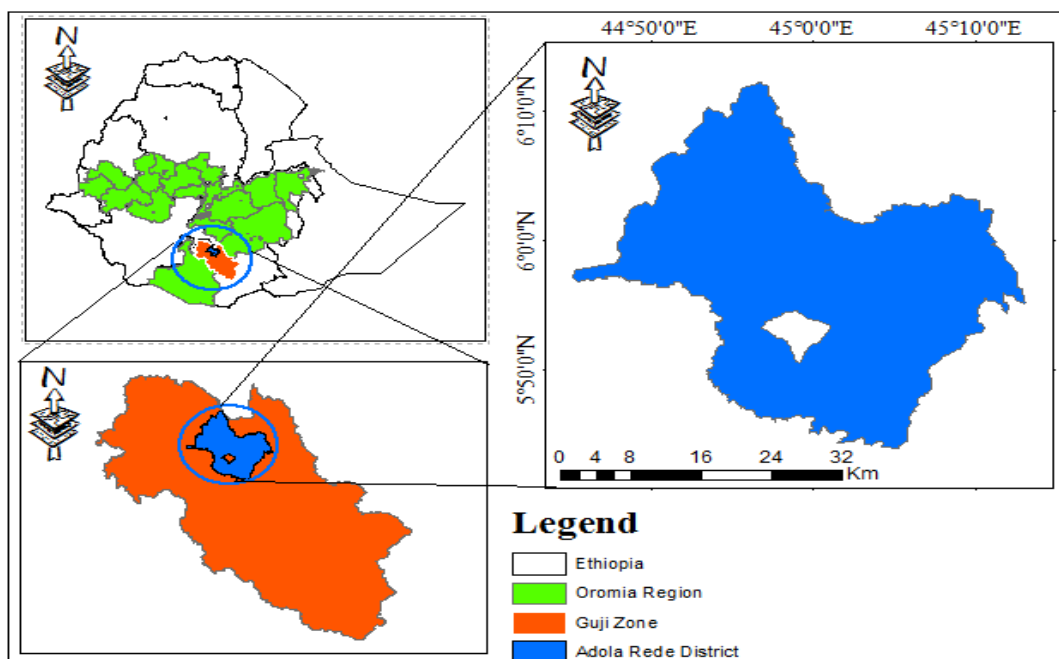 44°50'0"E 45°0'0"E 45°10'0"E
N
N
6°10'0"N
6°0'0"N
5°50'0"N
0 4 8 16 24 32
Km
N
Legend
Ethiopia
Oromia Region
Guji Zone
Adola Rede District